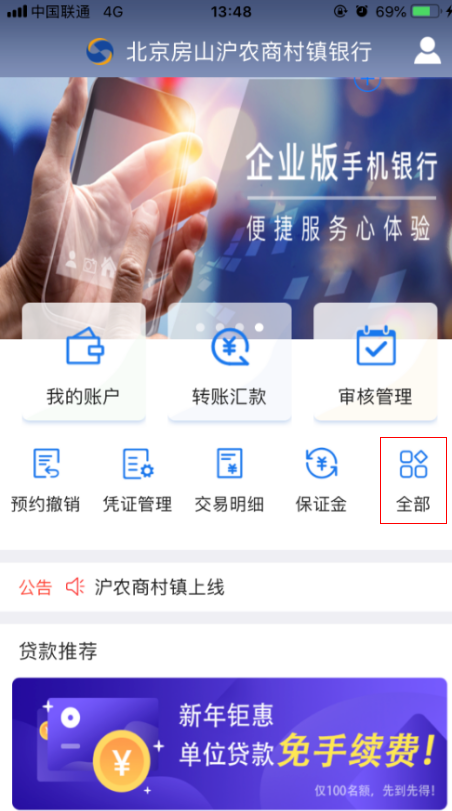 中国联通 4G 13:48 69%
北京房山沪农商村镇银行
企业版手机银行
便捷服务心体验
我的账户 转账汇款 审核管理
预约撤销 凭证管理 交易明细 保证金 全部
公告 沪农商村镇上线
贷款推荐
新年钜惠
单位贷款免手续费!
仅100名额，先到先得!